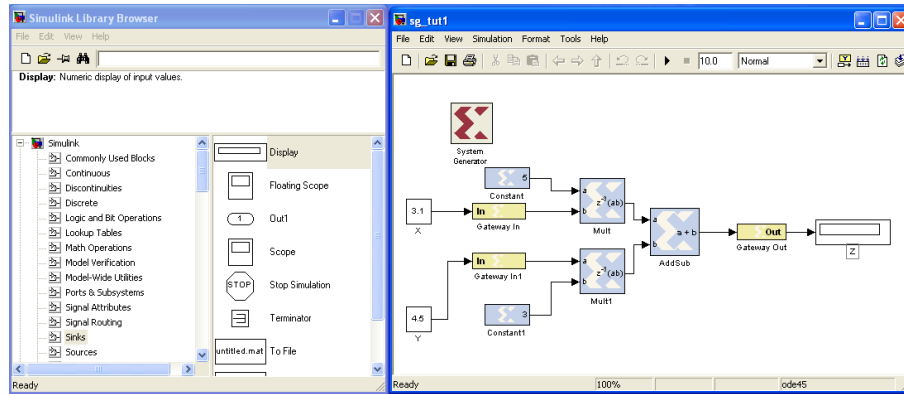 Simulink Library Browser
File Edit View Help
Display: Numeric display of input values.
Simulink
Commonly Used Blocks
Continuous
Discontinuities
Discrete
Logic and Bit Operations
Lookup Tables
Math Operations
Model Verification
Model-Wide Utilities
Ports & Subsystems
Signal Attributes
Signal Routing
Sinks
Sources
Display
Floating Scope
1 Out1
Scope
STOP Stop Simulation
Terminator
untitled.mat To File
Ready
sg_tut1
File Edit View Simulation Format Tools Help
10.0 Normal
System
Generator
5
Constant
3.1
X
In
Gateway In
a
b
z⁻¹(ab)
Mult
a
b
a + b
AddSub
Out
Gateway Out
Z
In
Gateway In1
a
b
z⁻¹(ab)
Mult1
4.5
Y
3
Constant1
Ready 100% ode45